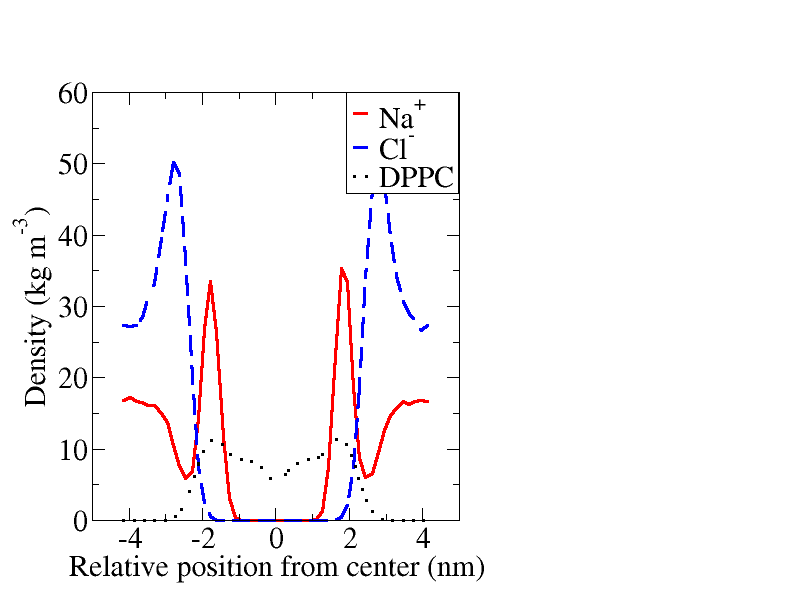 60
50
40
30
20
10
0
Density (kg m⁻³)
Na⁺
Cl⁻
DPPC
-4 -2 0 2 4
Relative position from center (nm)